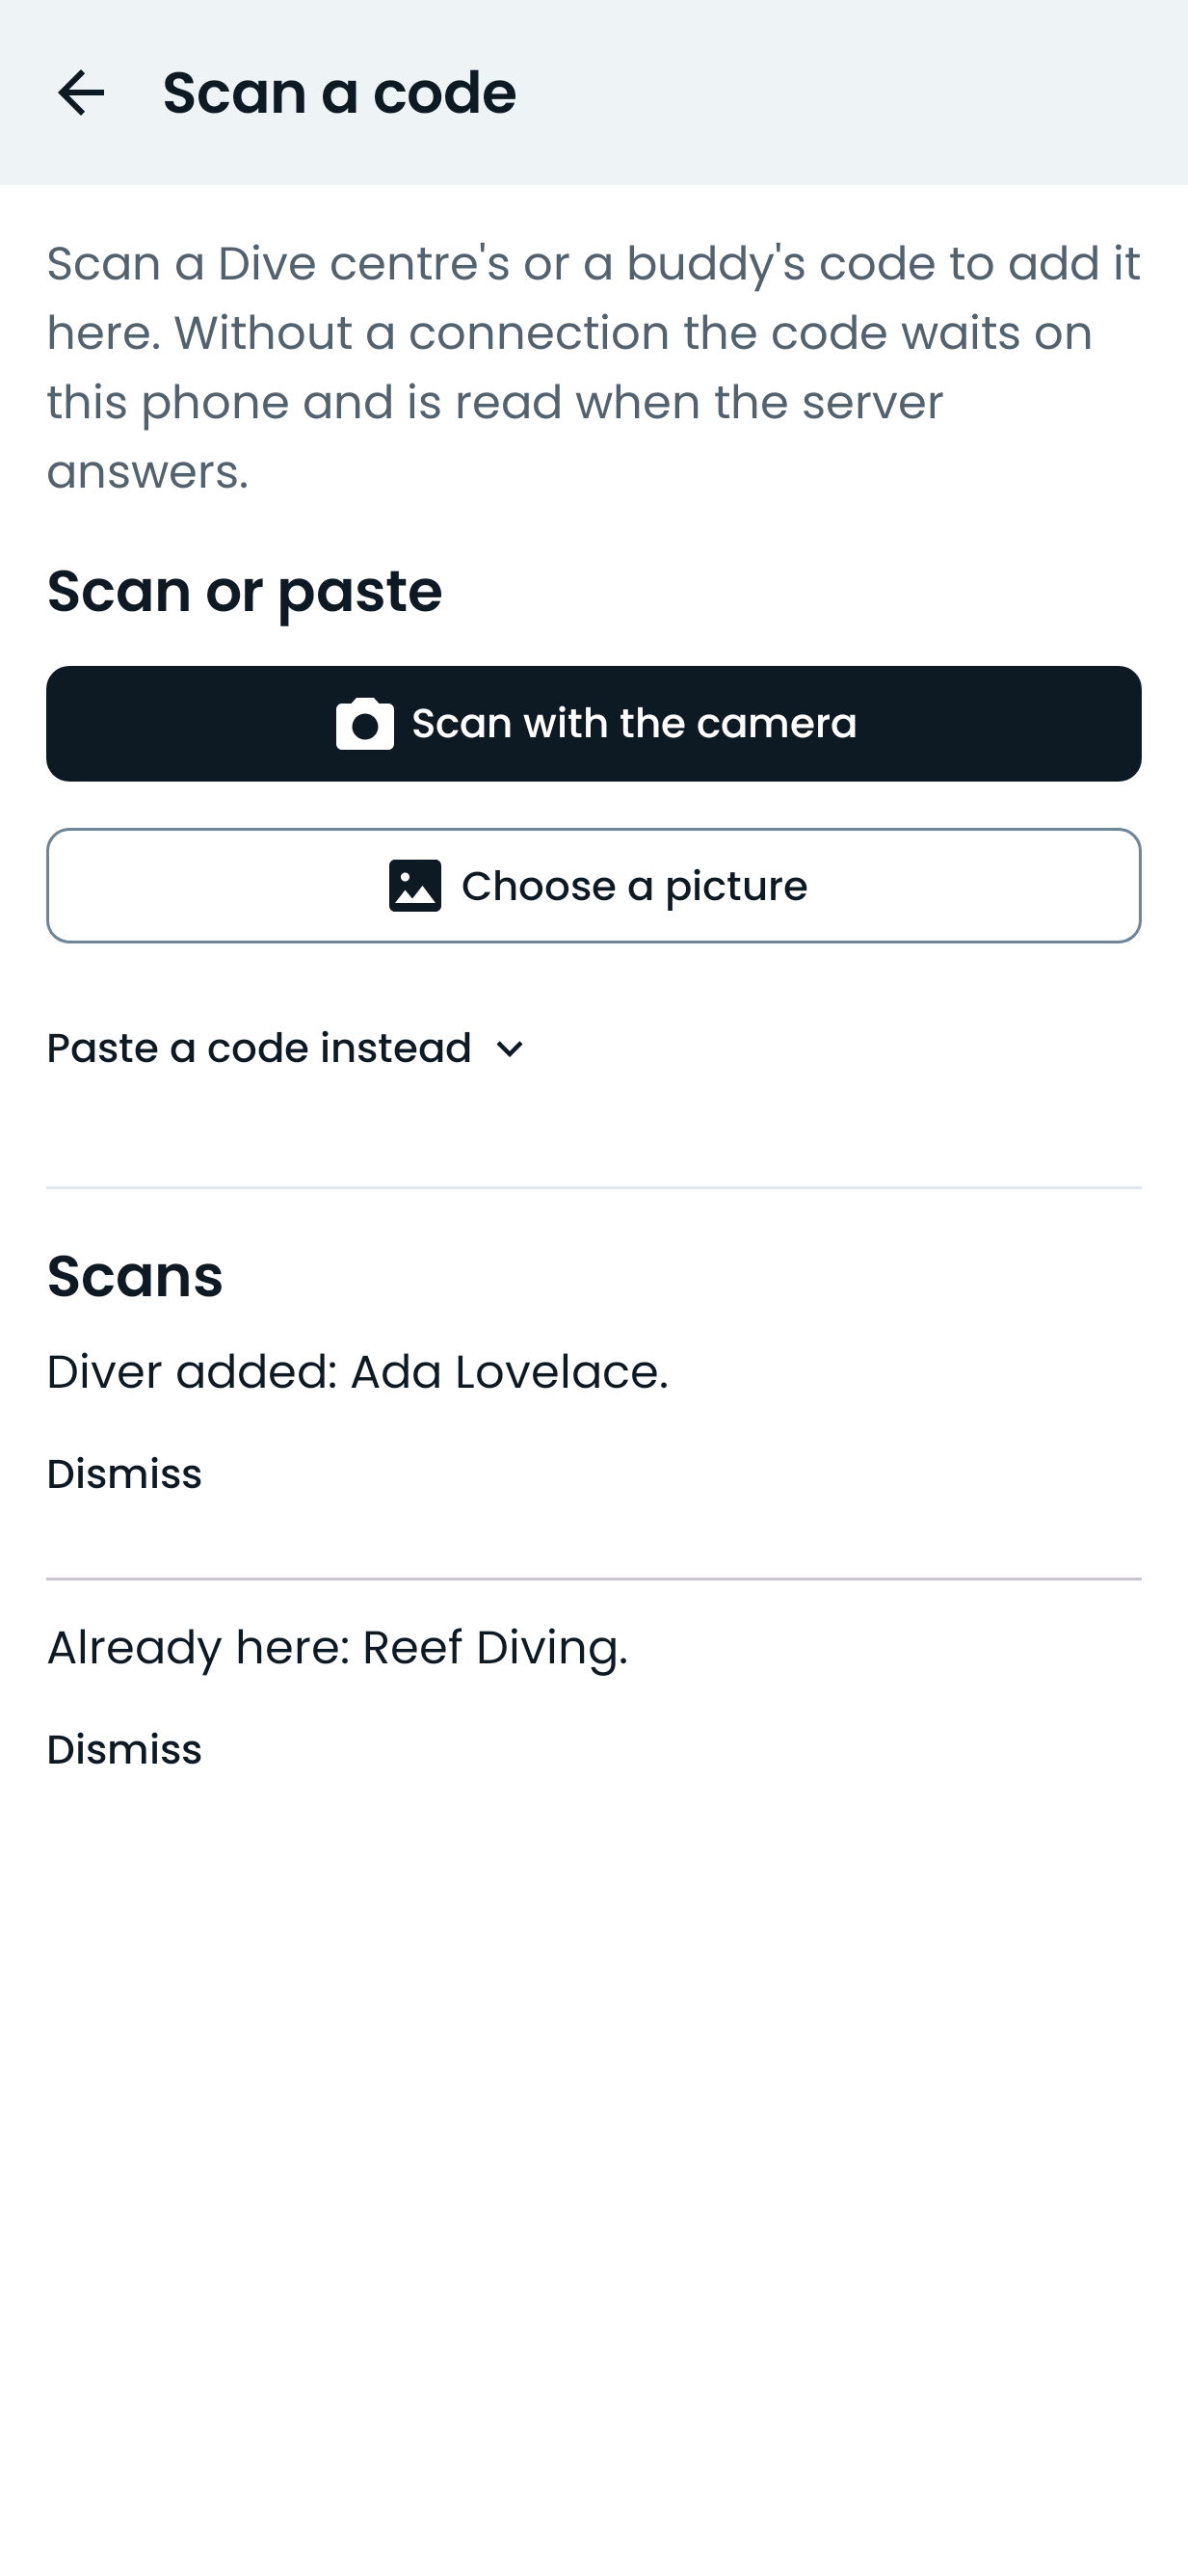 Scan a code
Scan a Dive centre's or a buddy's code to add it
here. Without a connection the code waits on
this phone and is read when the server
answers.
Scan or paste
Scan with the camera
Choose a picture
Paste a code instead
Scans
Diver added: Ada Lovelace.
Dismiss
Already here: Reef Diving.
Dismiss